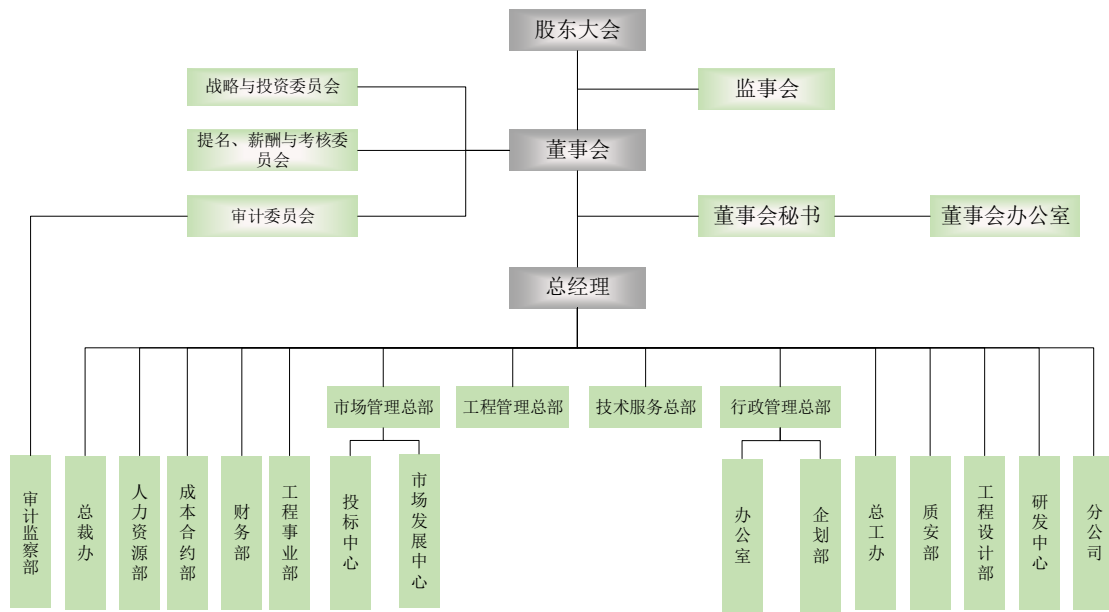 股东大会
战略与投资委员会
监事会
提名、薪酬与考核委
员会
董事会
审计委员会
董事会秘书
董事会办公室
总经理
市场管理总部
工程管理总部
技术服务总部
行政管理总部
审计监察部
总裁办
人力资源部
成本合约部
财务部
工程事业部
投标中心
市场发展中心
办公室
企划部
总工办
质安部
工程设计部
研发中心
分公司